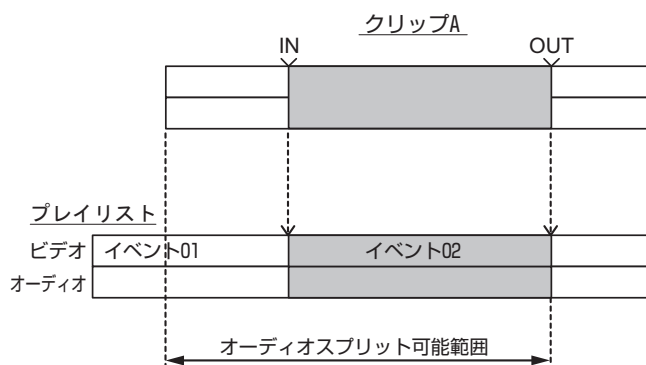 クリップA
IN
OUT
プレイリスト
ビデオ
イベント01
イベント02
オーディオ
オーディオスプリット可能範囲